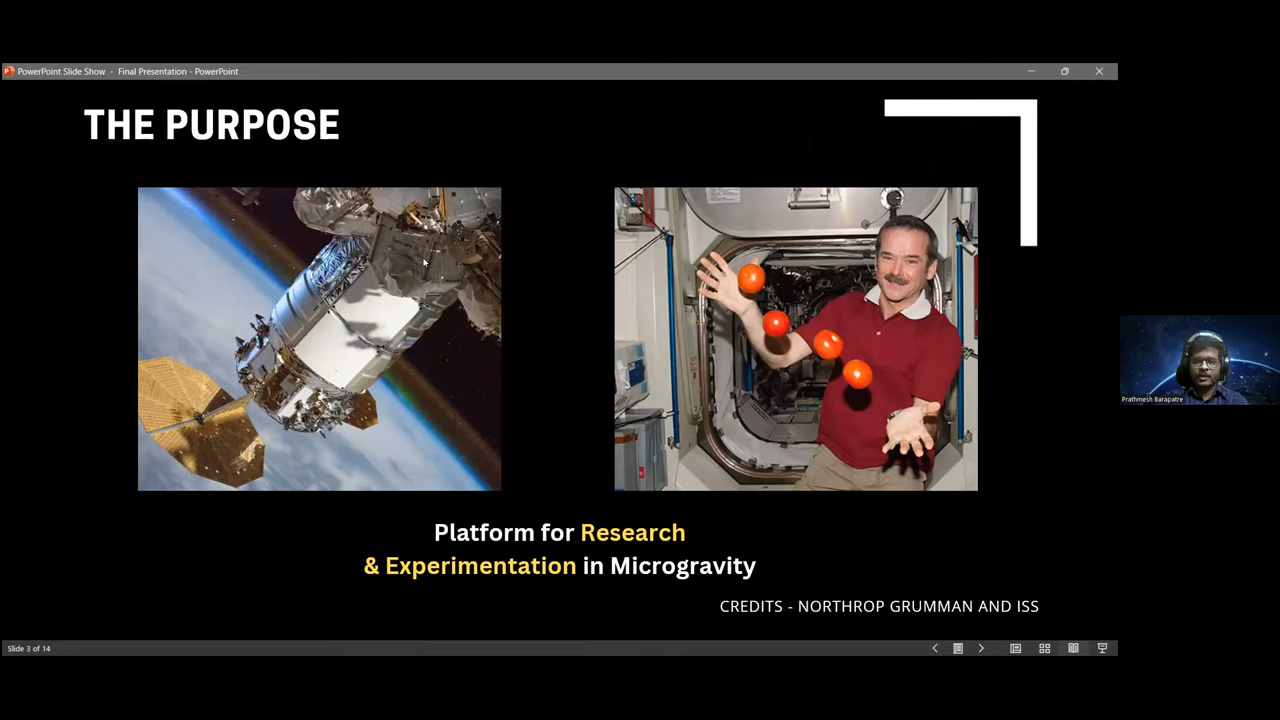 PowerPoint Slide Show - Final Presentation - PowerPoint
THE PURPOSE
Platform for Research
& Experimentation in Microgravity
CREDITS - NORTHROP GRUMMAN AND ISS
Prathmesh Barapatre
Slide 3 of 14